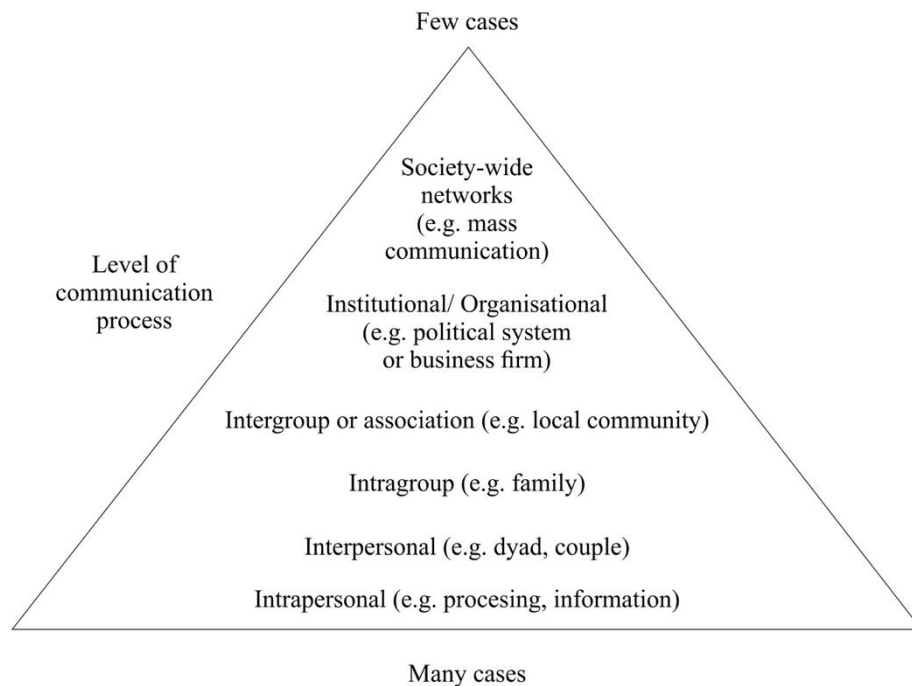 Few cases
Society-wide
networks
(e.g. mass
communication)
Level of
communication
process
Institutional/ Organisational
(e.g. political system
or business firm)
Intergroup or association (e.g. local community)
Intragroup (e.g. family)
Interpersonal (e.g. dyad, couple)
Intrapersonal (e.g. procesing, information)
Many cases